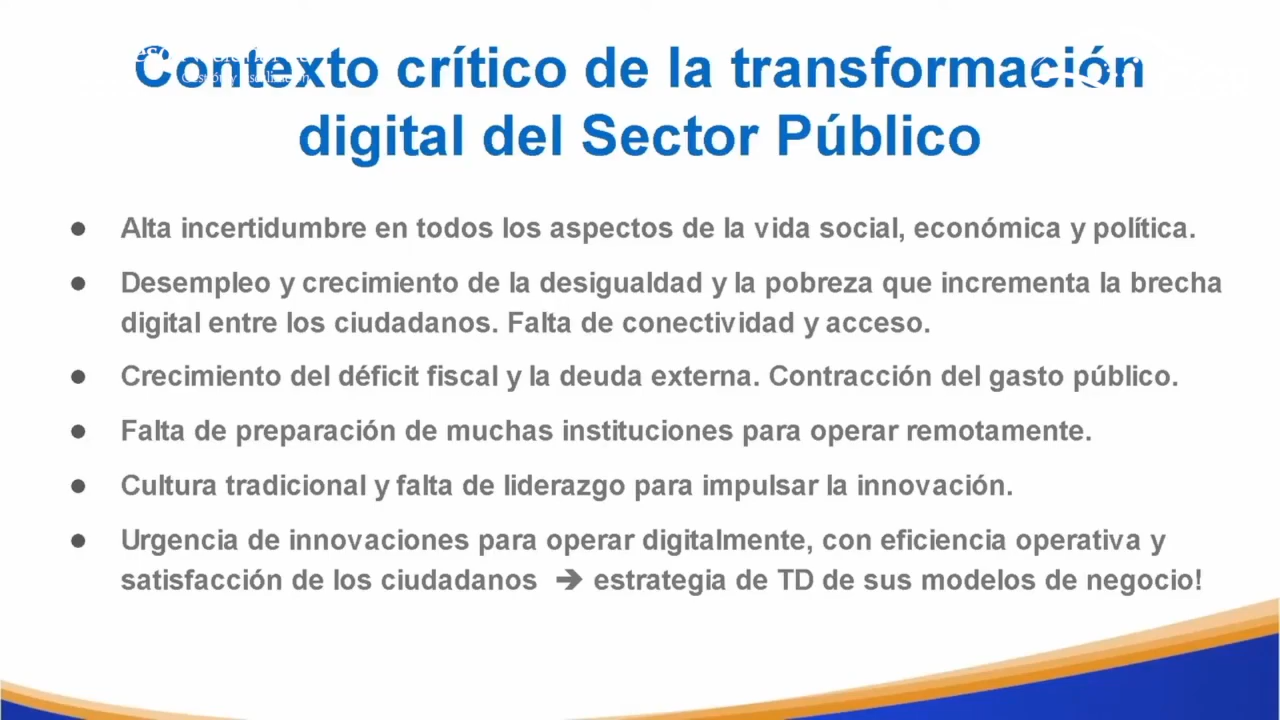 Contexto crítico de la transformación
digital del Sector Público
● Alta incertidumbre en todos los aspectos de la vida social, económica y política.
● Desempleo y crecimiento de la desigualdad y la pobreza que incrementa la brecha
digital entre los ciudadanos. Falta de conectividad y acceso.
● Crecimiento del déficit fiscal y la deuda externa. Contracción del gasto público.
● Falta de preparación de muchas instituciones para operar remotamente.
● Cultura tradicional y falta de liderazgo para impulsar la innovación.
● Urgencia de innovaciones para operar digitalmente, con eficiencia operativa y
satisfacción de los ciudadanos ➔ estrategia de TD de sus modelos de negocio!